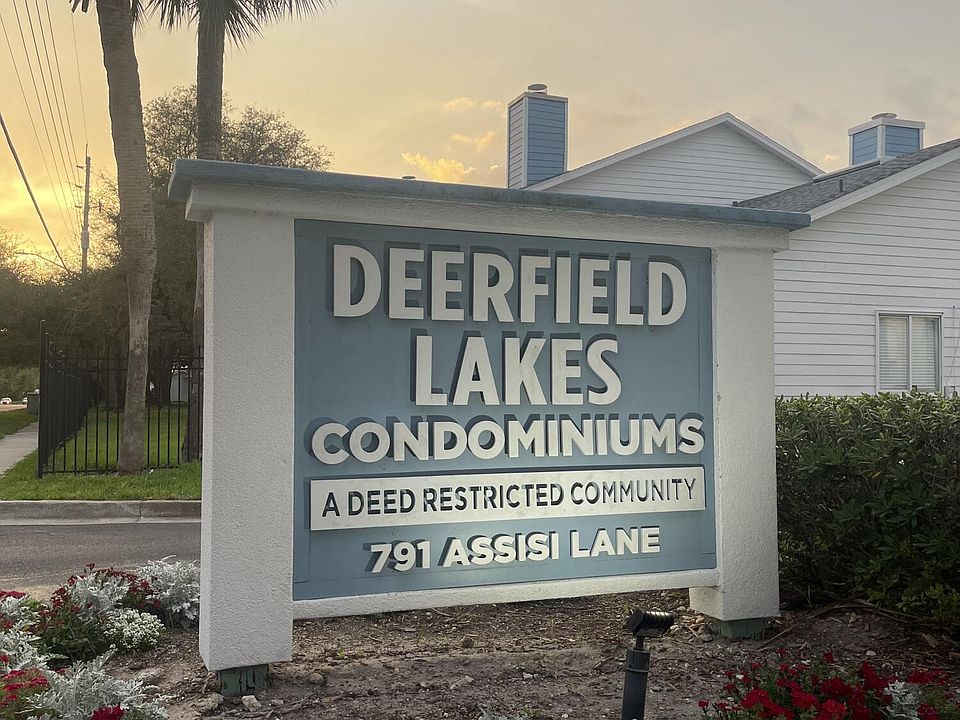 DEERFIELD
LAKES
CONDOMINIUMS
A DEED RESTRICTED COMMUNITY
791 ASSISI LANE